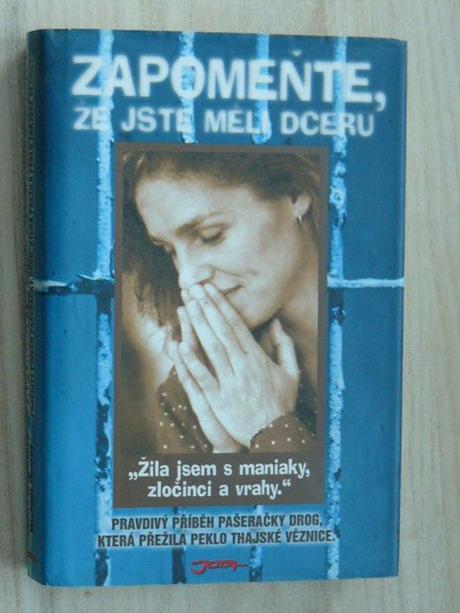 ZAPOMEŇTE,
ŽE JSTE MĚLI DCERU
„Žila jsem s maniaky,
zločinci a vrahy.“
PRAVDIVÝ PŘÍBĚH PAŠERAČKY DROG,
KTERÁ PŘEŽILA PEKLO THAJSKÉ VĚZNICE.
JOTA